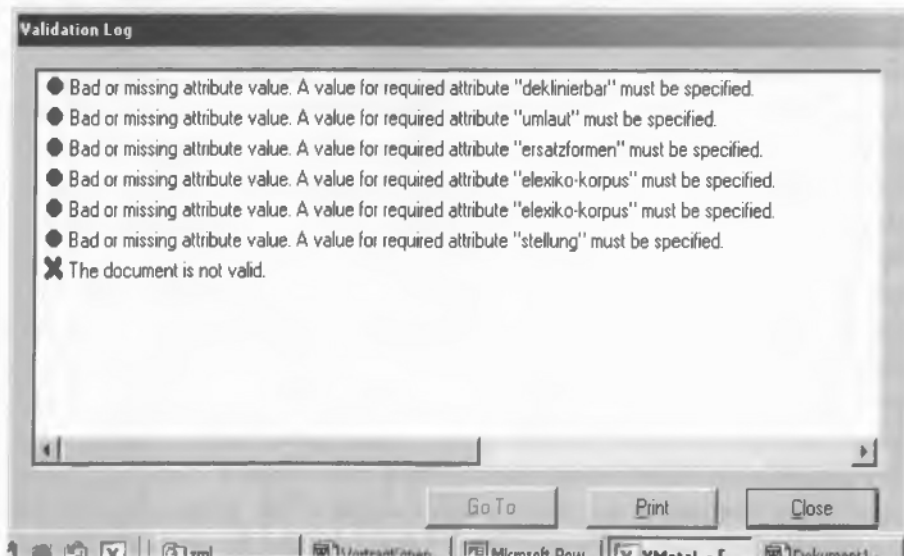 Validation Log
Bad or missing attribute value. A value for required attribute "deklinierbar" must be specified.
Bad or missing attribute value. A value for required attribute "umlaut" must be specified.
Bad or missing attribute value. A value for required attribute "ersatzformen" must be specified.
Bad or missing attribute value. A value for required attribute "elexiko-korpus" must be specified.
Bad or missing attribute value. A value for required attribute "elexiko-korpus" must be specified.
Bad or missing attribute value. A value for required attribute "stellung" must be specified.
The document is not valid.
Go To Print Close
xml Microsoft Pow Dokument1